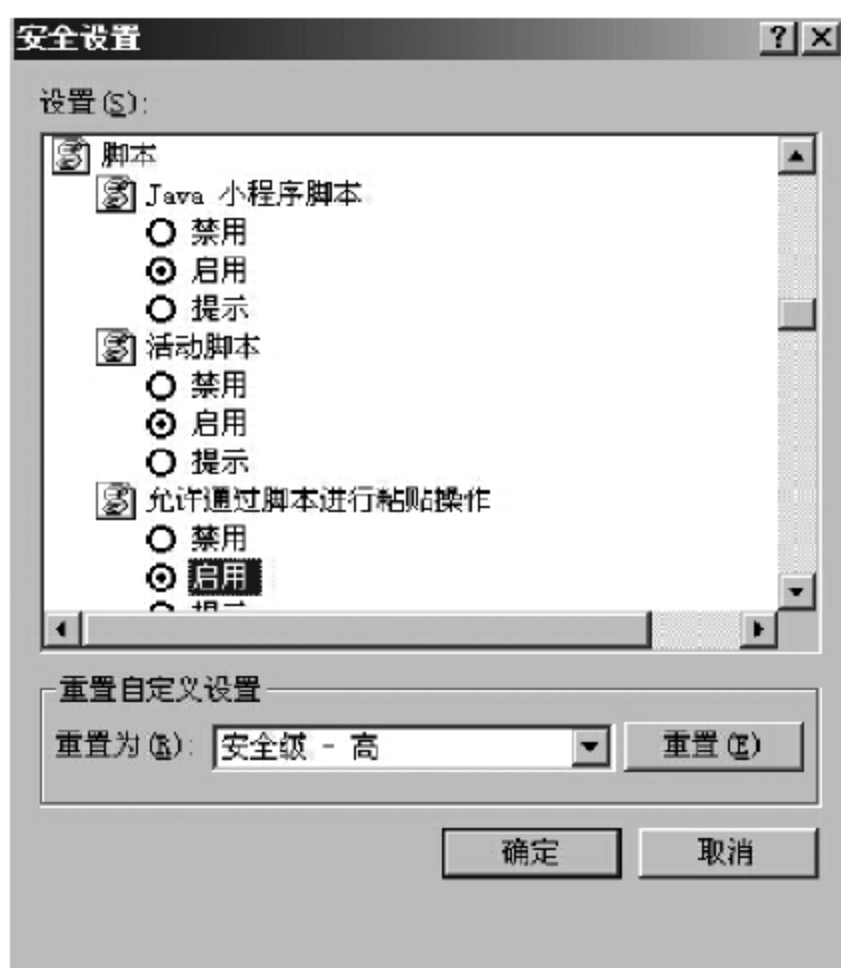 安全设置
设置(S):
脚本
Java 小程序脚本
禁用
启用
提示
活动脚本
禁用
启用
提示
允许通过脚本进行粘贴操作
禁用
启用
提示
重置自定义设置
重置为(R): 安全级 - 高 重置(E)
确定 取消